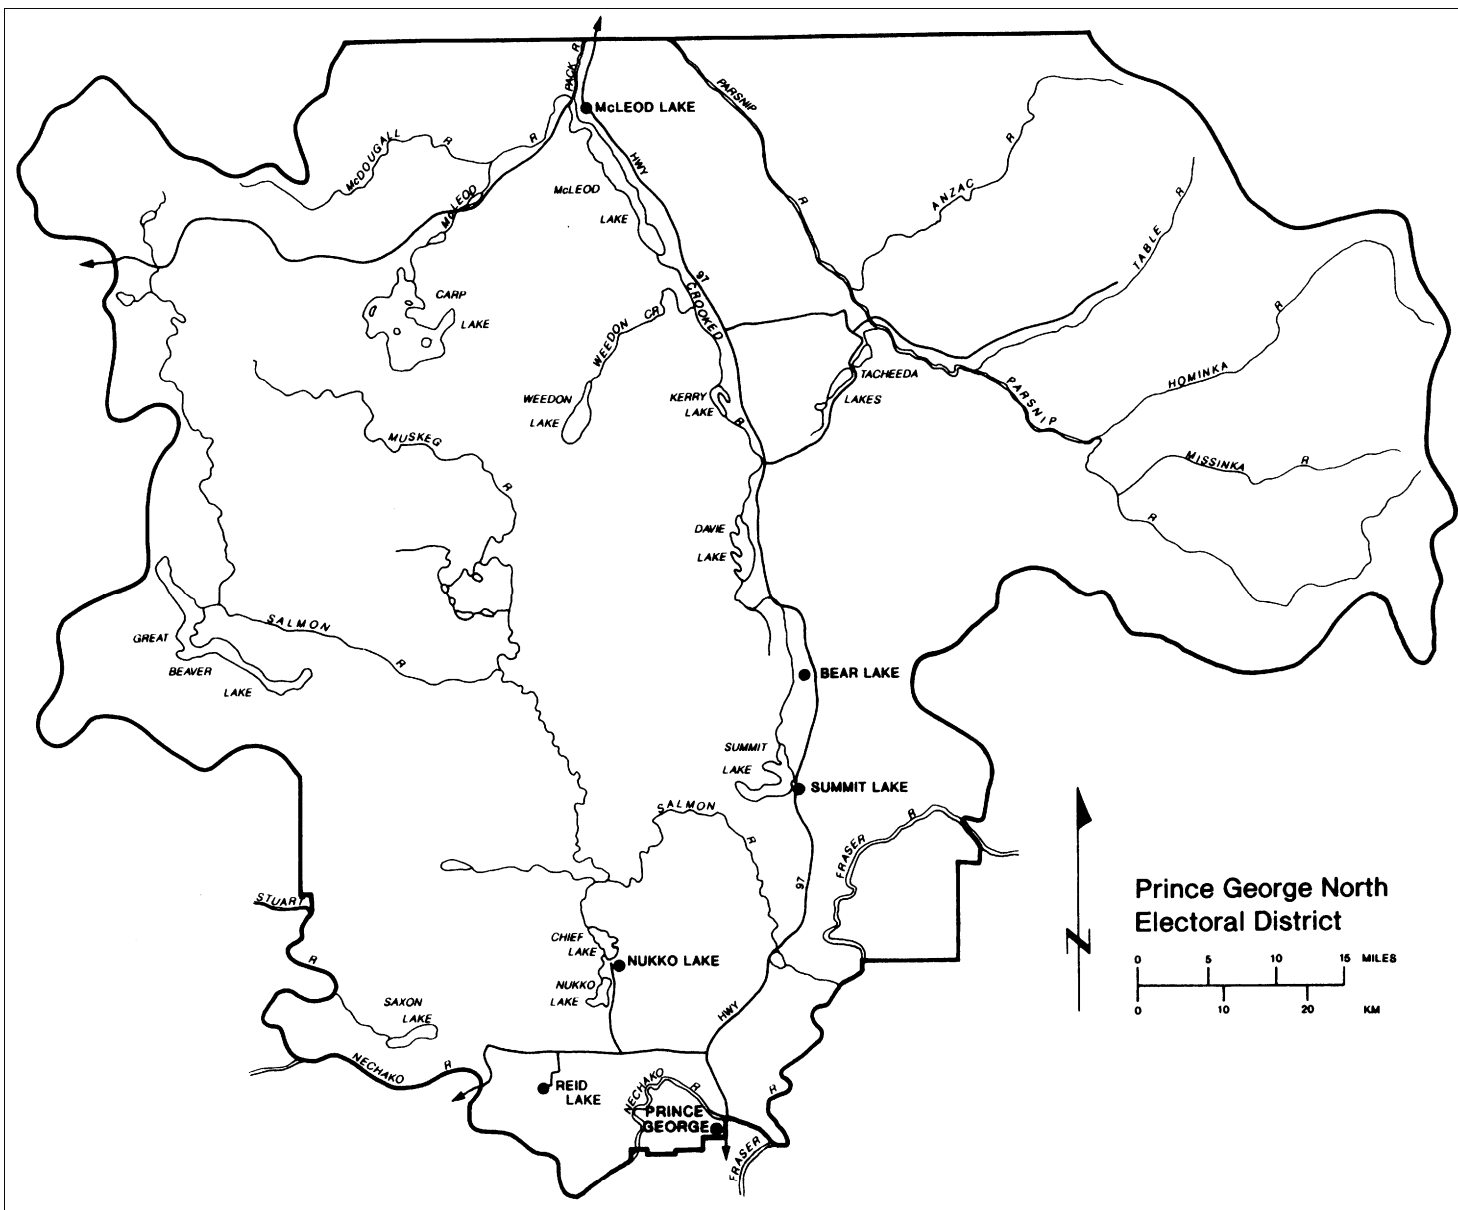 PACK R
McLEOD LAKE
PARSNIP
McDOUGALL
R
R
HWY
ANZAC
R
McLEOD
McLEOD
LAKE
R
TABLE
R
97
CROOKED
CARP
LAKE
WEEDON CR
HOMINKA
R
TACHEEDA
LAKES
PARSNIP
WEEDON
LAKE
KERRY
LAKE
R
MUSKEG
R
MISSINKA
R
R
DAVIE
LAKE
SALMON
R
GREAT
BEAVER
LAKE
BEAR LAKE
SUMMIT
LAKE
SUMMIT LAKE
SALMON
R
FRASER
R
97
STUART
R
CHIEF
LAKE
NUKKO LAKE
NUKKO
LAKE
SAXON
LAKE
HWY
Prince George North
Electoral District
0 5 10 15 MILES
0 10 20 KM
N
NECHAKO
R
REID
LAKE
NECHAKO
R
R
PRINCE
GEORGE
FRASER